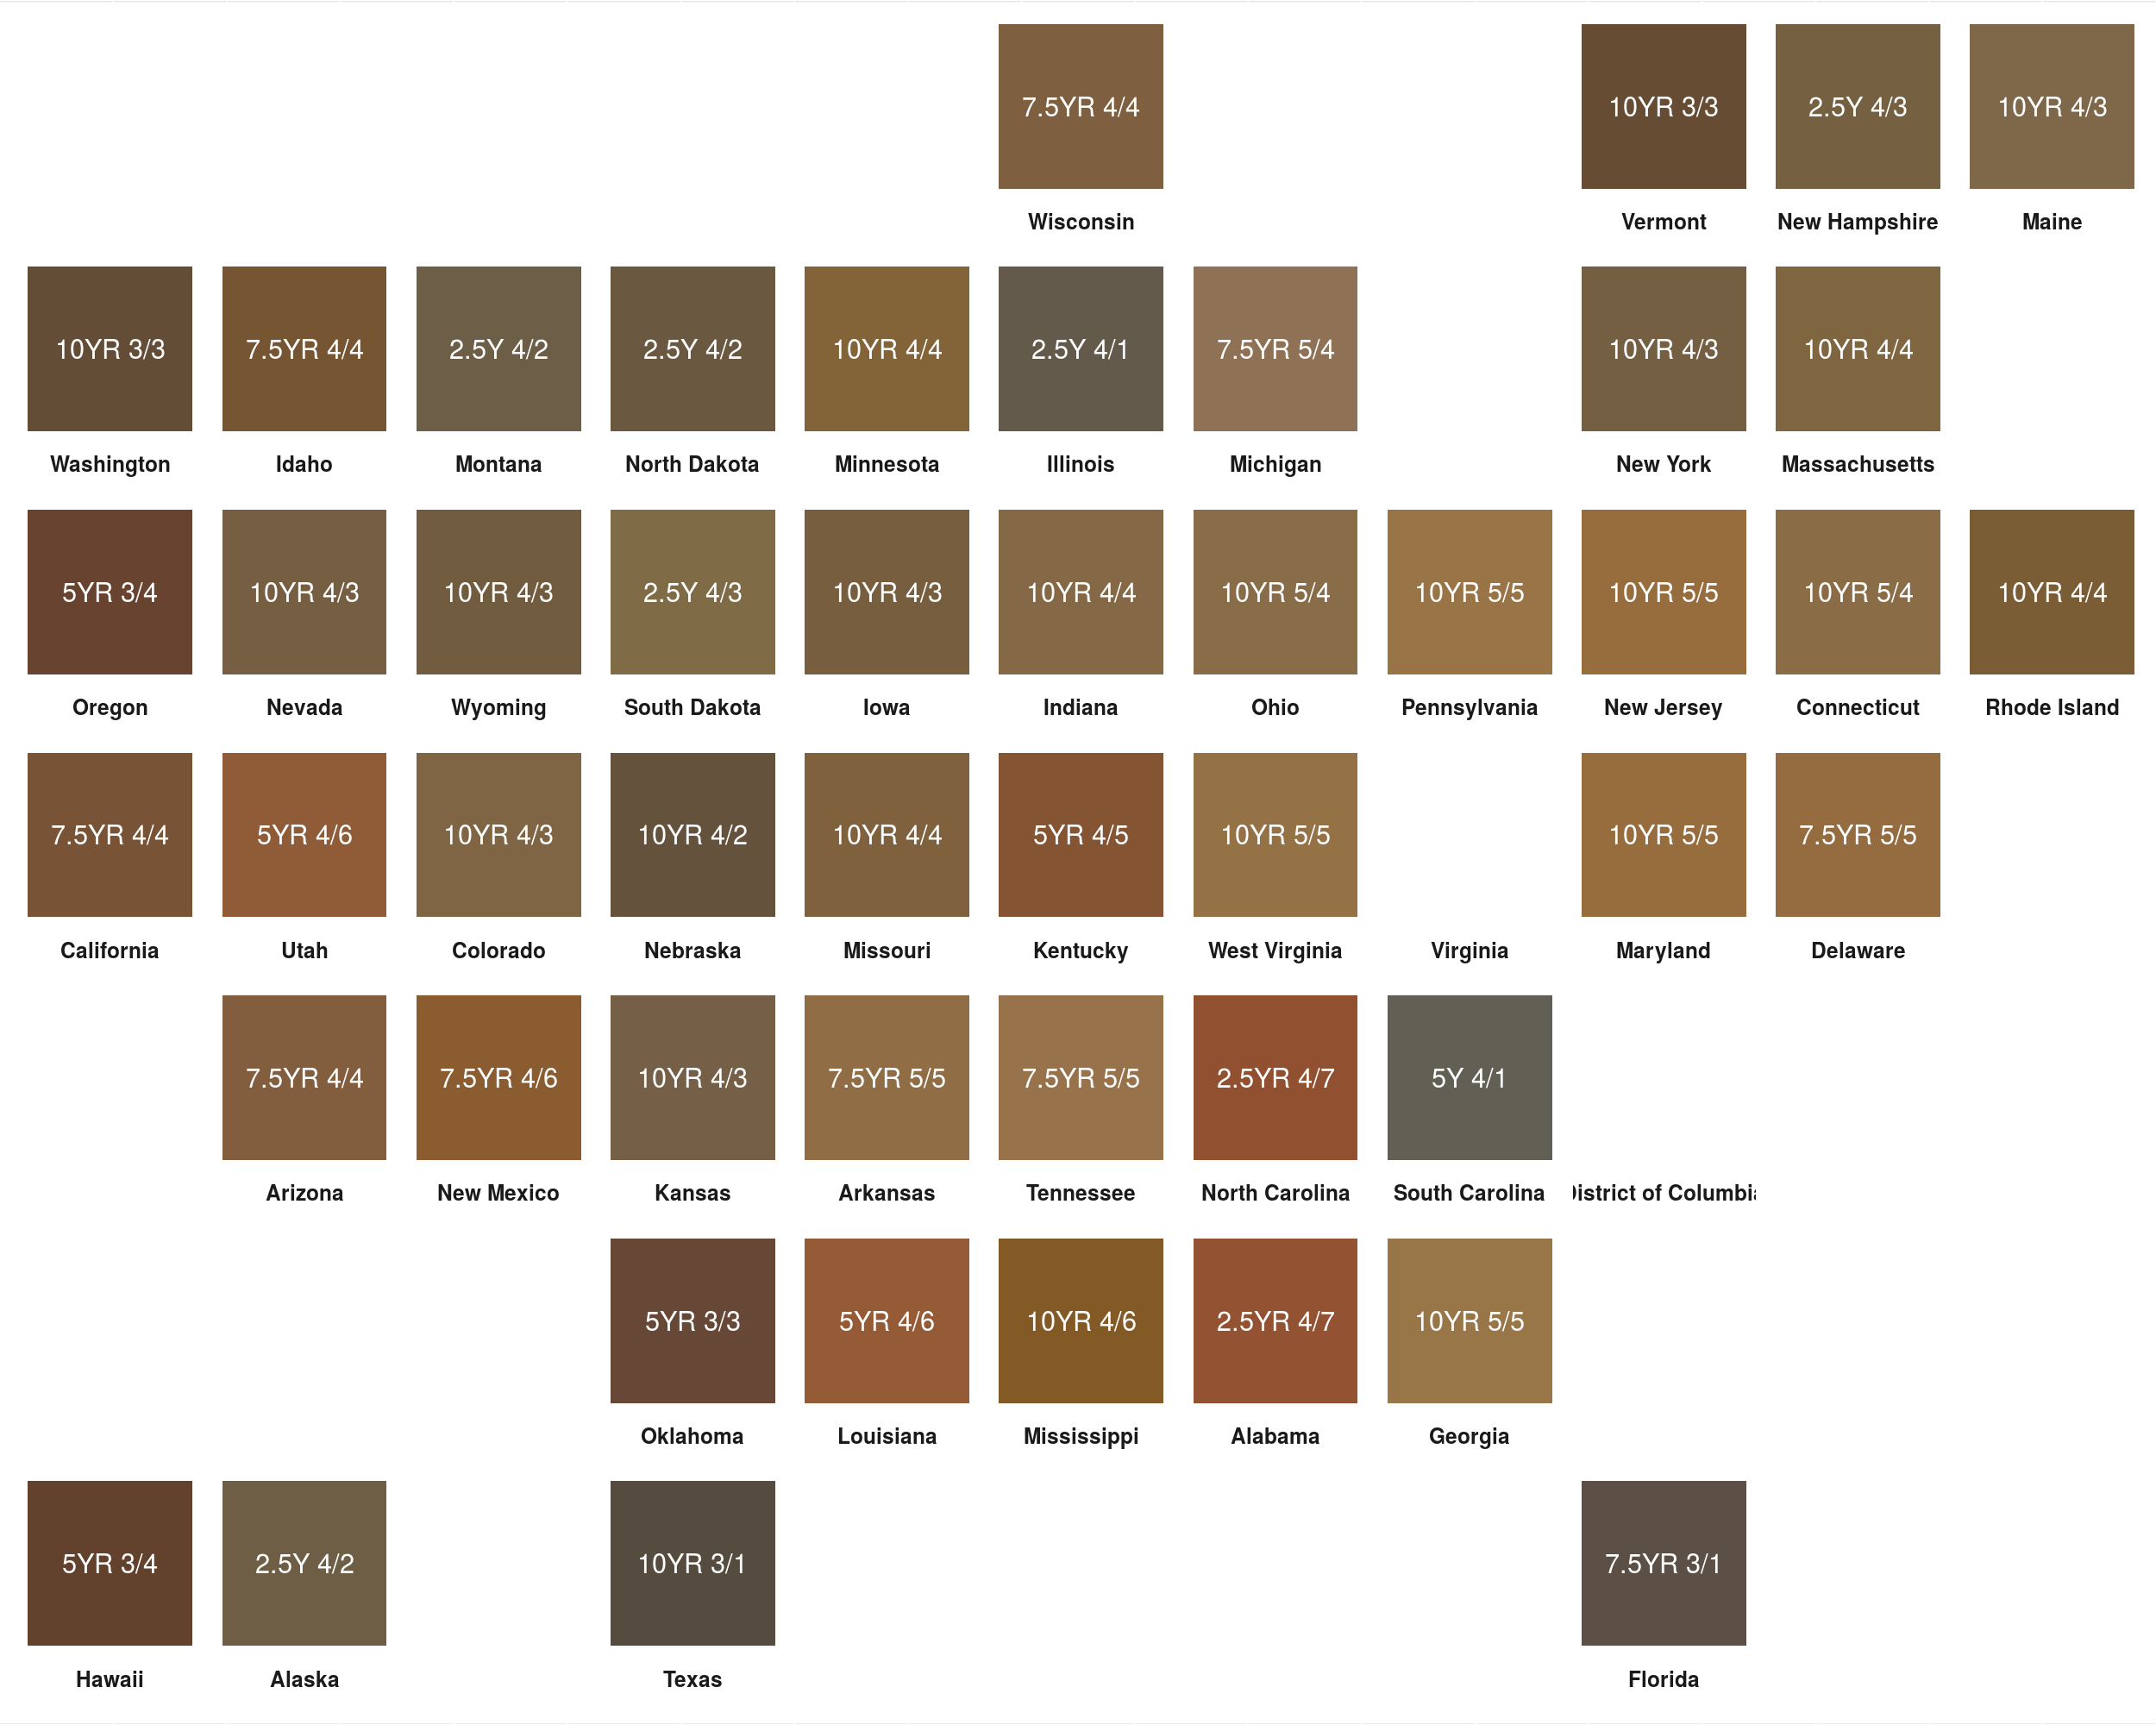 7.5YR 4/4 10YR 3/3 2.5Y 4/3 10YR 4/3
Wisconsin Vermont New Hampshire Maine
10YR 3/3 7.5YR 4/4 2.5Y 4/2 2.5Y 4/2 10YR 4/4 2.5Y 4/1 7.5YR 5/4 10YR 4/3 10YR 4/4
Washington Idaho Montana North Dakota Minnesota Illinois Michigan New York Massachusetts
5YR 3/4 10YR 4/3 10YR 4/3 2.5Y 4/3 10YR 4/3 10YR 4/4 10YR 5/4 10YR 5/5 10YR 5/5 10YR 5/4 10YR 4/4
Oregon Nevada Wyoming South Dakota Iowa Indiana Ohio Pennsylvania New Jersey Connecticut Rhode Island
7.5YR 4/4 5YR 4/6 10YR 4/3 10YR 4/2 10YR 4/4 5YR 4/5 10YR 5/5 10YR 5/5 7.5YR 5/5
California Utah Colorado Nebraska Missouri Kentucky West Virginia Virginia Maryland Delaware
7.5YR 4/4 7.5YR 4/6 10YR 4/3 7.5YR 5/5 7.5YR 5/5 2.5YR 4/7 5Y 4/1
Arizona New Mexico Kansas Arkansas Tennessee North Carolina South Carolina District of Columbia
5YR 3/3 5YR 4/6 10YR 4/6 2.5YR 4/7 10YR 5/5
Oklahoma Louisiana Mississippi Alabama Georgia
5YR 3/4 2.5Y 4/2 10YR 3/1 7.5YR 3/1
Hawaii Alaska Texas Florida